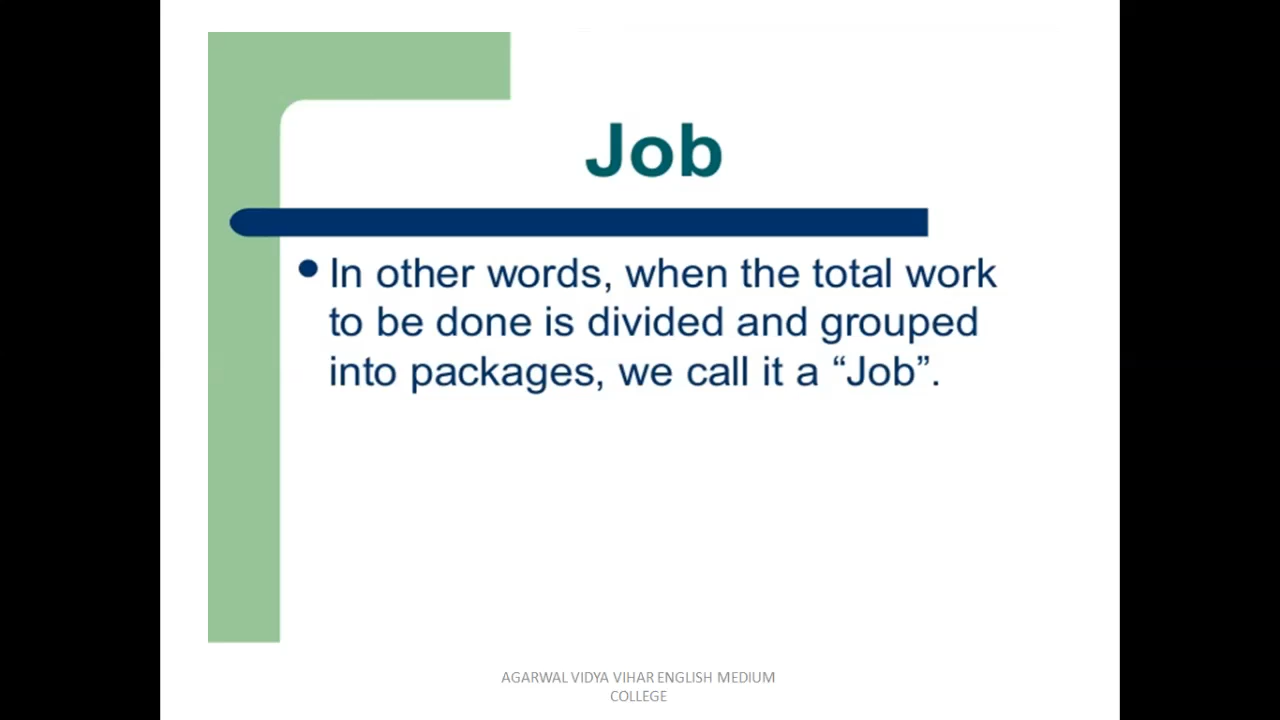 Job
In other words, when the total work
to be done is divided and grouped
into packages, we call it a “Job”.
AGARWAL VIDYA VIHAR ENGLISH MEDIUM
COLLEGE